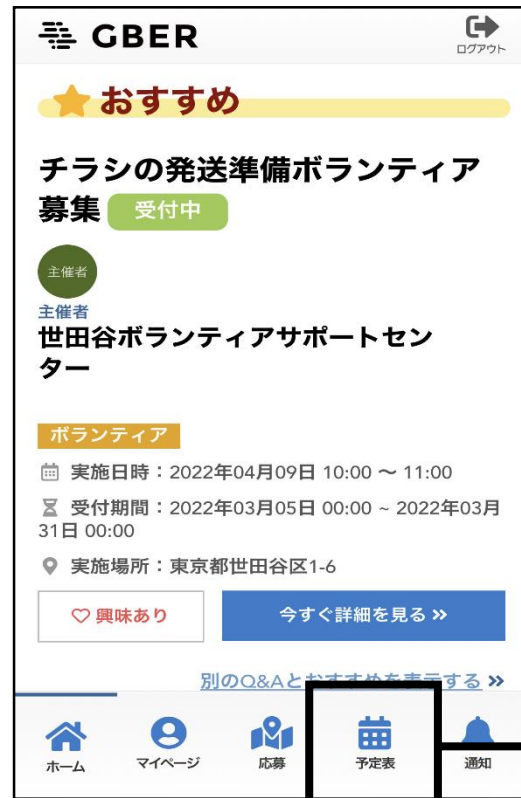 GBER
ログアウト
おすすめ
チラシの発送準備ボランティア
募集 受付中
主催者
主催者
世田谷ボランティアサポートセン
ター
ボランティア
実施日時：2022年04月09日 10:00 〜 11:00
受付期間：2022年03月05日 00:00 ~ 2022年03月
31日 00:00
実施場所：東京都世田谷区1-6
♡ 興味あり 今すぐ詳細を見る »
別のQ&Aとおすすめを表示する »
ホーム マイページ 応募 予定表 通知